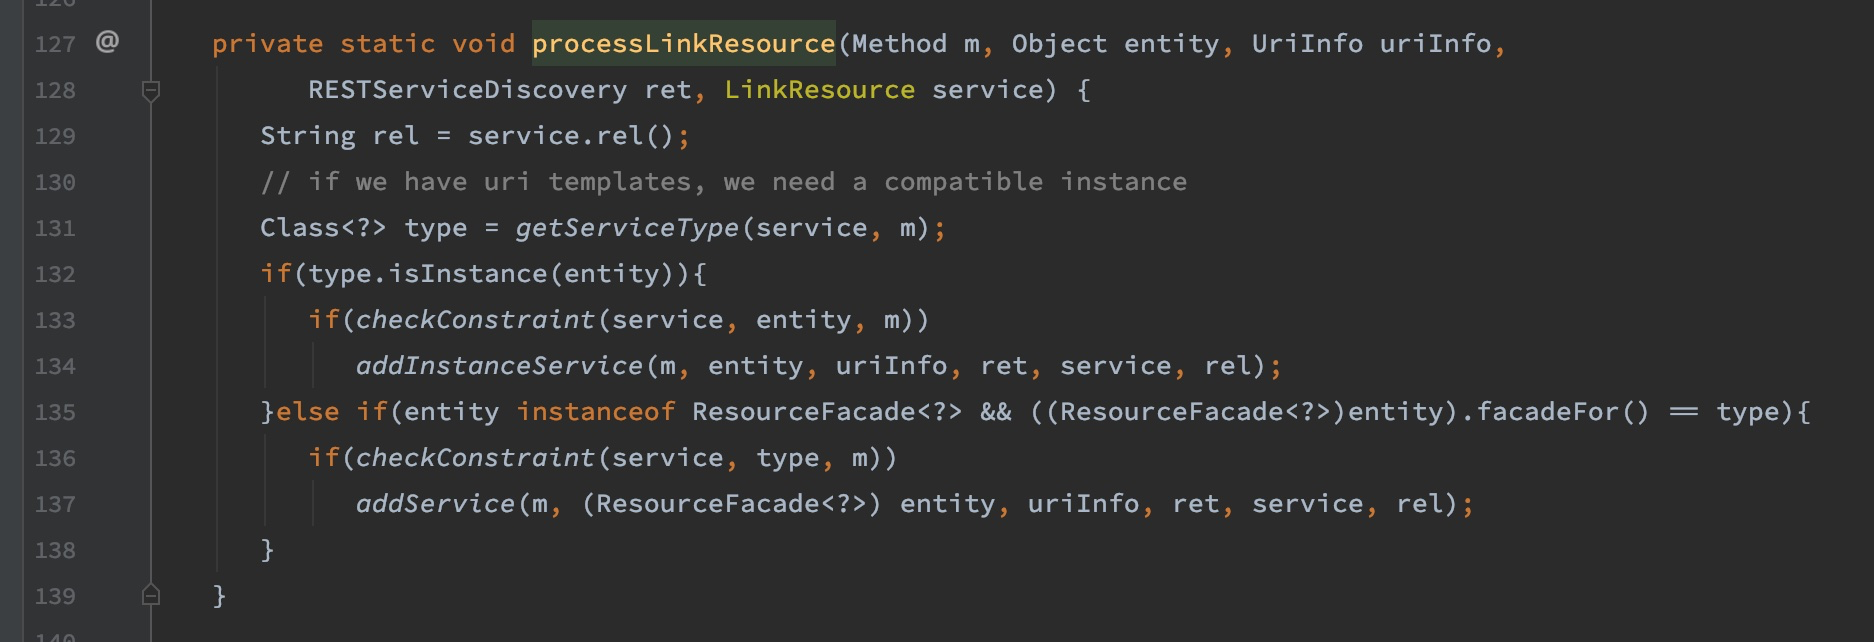 126
127 @ private static void processLinkResource(Method m, Object entity, UriInfo uriInfo,
128 RESTServiceDiscovery ret, LinkResource service) {
129 String rel = service.rel();
130 // if we have uri templates, we need a compatible instance
131 Class<?> type = getServiceType(service, m);
132 if(type.isInstance(entity)){
133 if(checkConstraint(service, entity, m))
134 addInstanceService(m, entity, uriInfo, ret, service, rel);
135 }else if(entity instanceof ResourceFacade<?> && ((ResourceFacade<?>)entity).facadeFor() == type){
136 if(checkConstraint(service, type, m))
137 addService(m, (ResourceFacade<?>) entity, uriInfo, ret, service, rel);
138 }
139 }
140